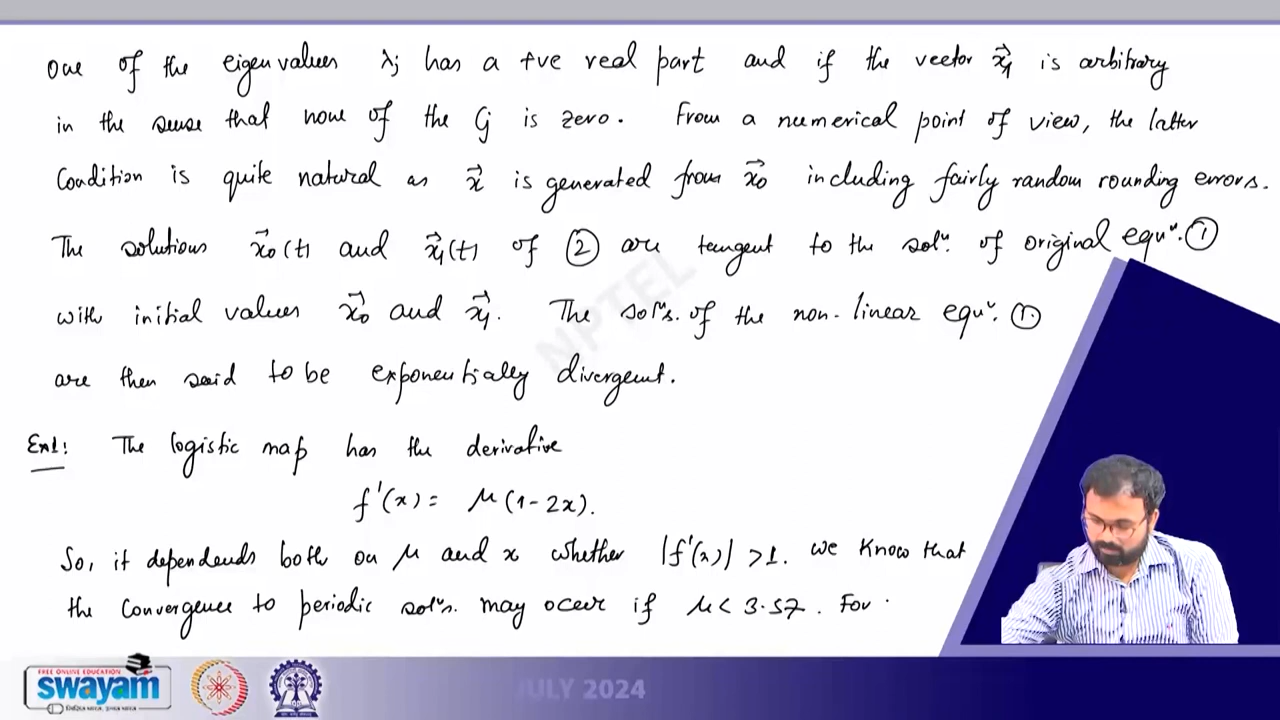 One of the eigenvalues λj has a +ve real part and if the vector x⃗₁ is arbitrary
in the sense that none of the Cj is zero. From a numerical point of view, the latter
Condition is quite natural as x⃗ is generated from x⃗₀ including fairly random rounding errors.
The solutions x⃗₀(t) and x⃗₁(t) of ② are tangent to the solⁿ. of original equⁿ. ①
with initial values x⃗₀ and x⃗₁. The solⁿs. of the non-linear equⁿ. ①
are then said to be exponentially divergent.
Ex1: The logistic map has the derivative
f'(x) = μ(1-2x).
So, it dependends both on μ and x whether |f'(x)| > 1. we know that
the convergence to periodic solⁿs. may occur if μ < 3.57. For
NPTEL
FREE ONLINE EDUCATION
swayam
JULY 2024